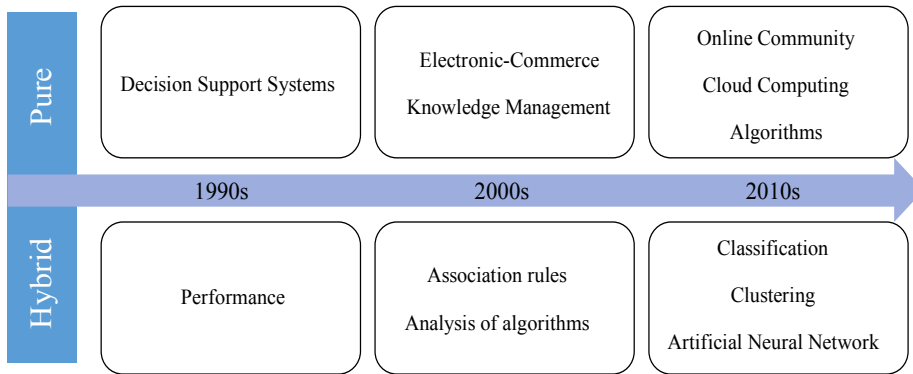 Pure
Decision Support Systems
Electronic-Commerce
Knowledge Management
Online Community
Cloud Computing
Algorithms
1990s
2000s
2010s
Hybrid
Performance
Association rules
Analysis of algorithms
Classification
Clustering
Artificial Neural Network